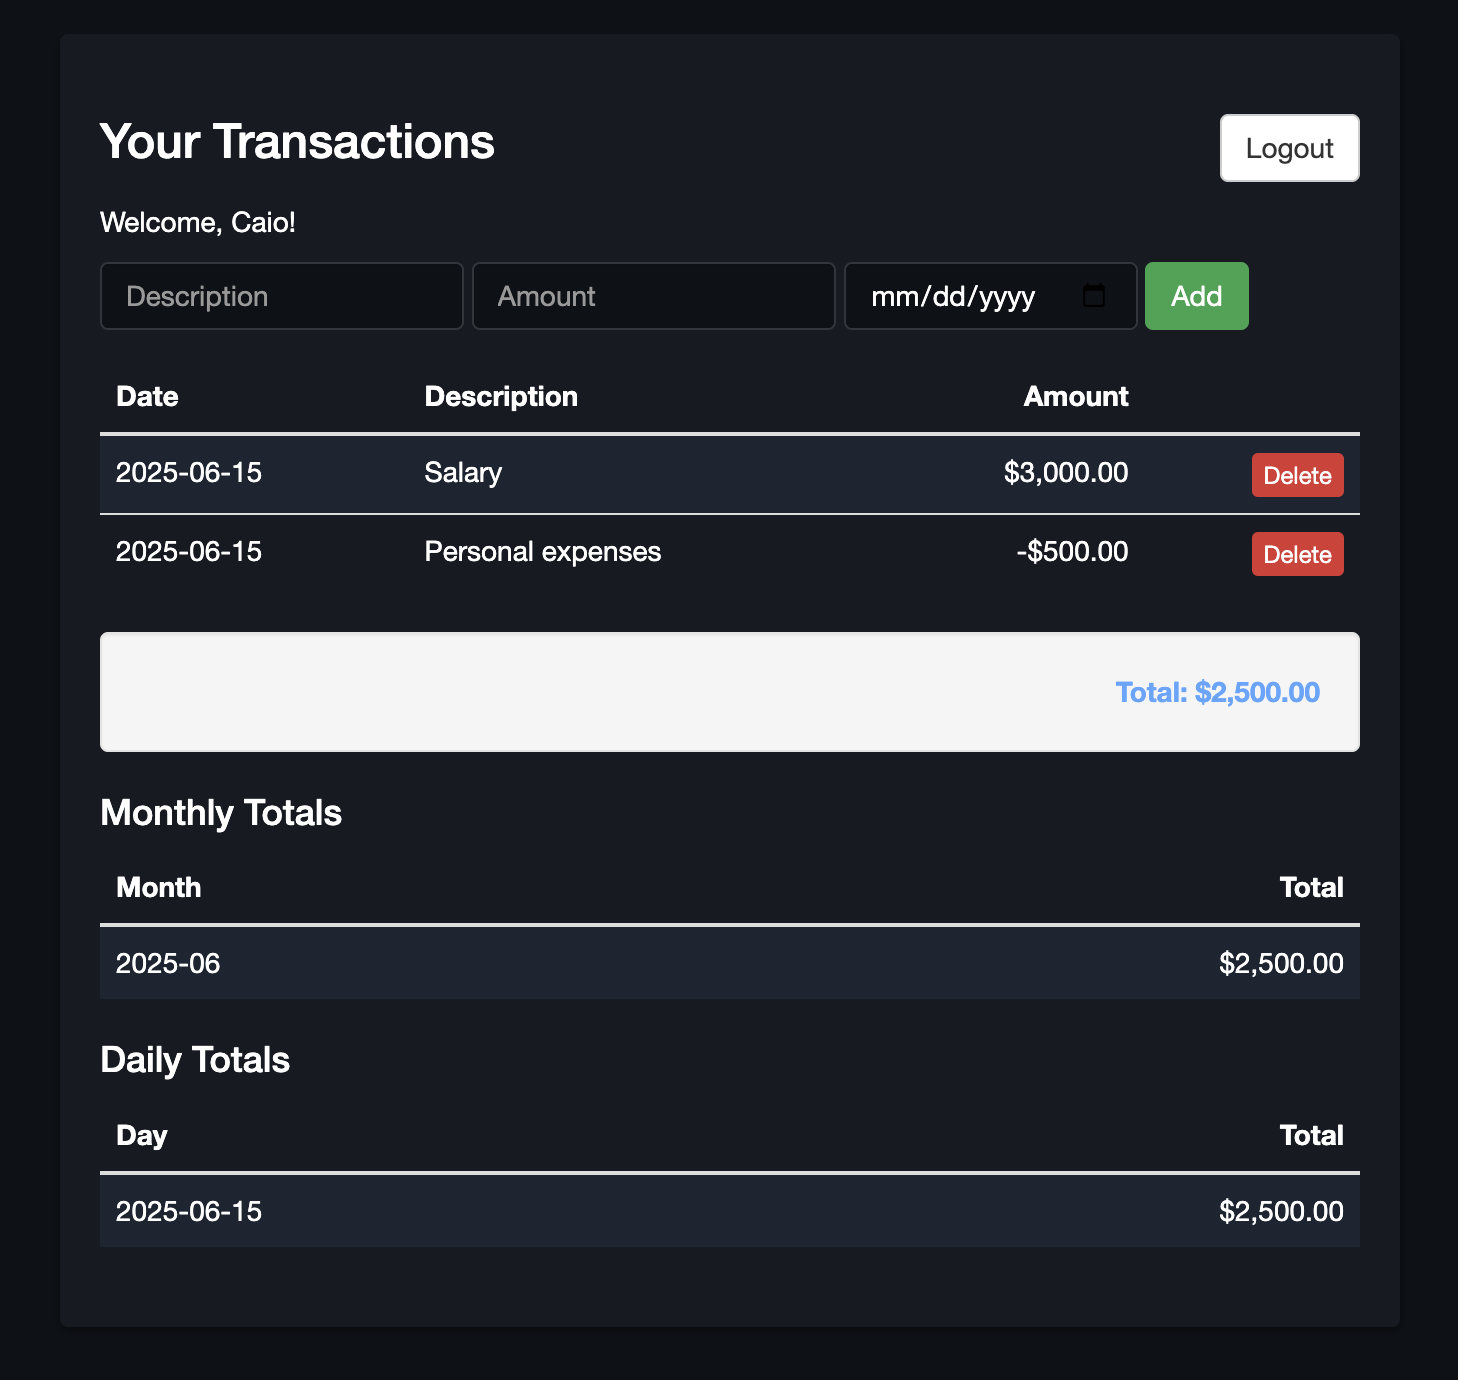 Your Transactions
Logout
Welcome, Caio!
Description Amount mm/dd/yyyy Add
Date Description Amount
2025-06-15 Salary $3,000.00 Delete
2025-06-15 Personal expenses -$500.00 Delete
Total: $2,500.00
Monthly Totals
Month Total
2025-06 $2,500.00
Daily Totals
Day Total
2025-06-15 $2,500.00